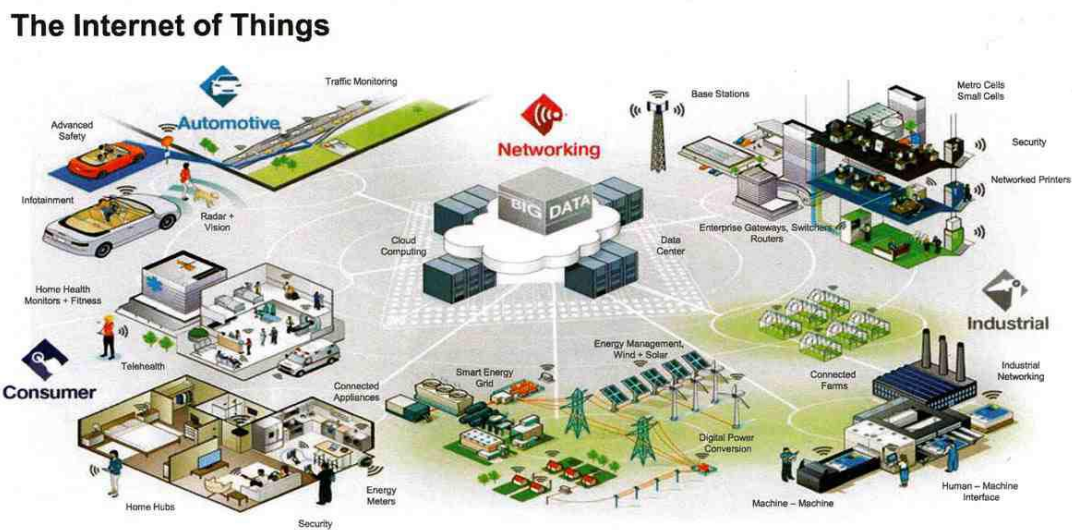 The Internet of Things
Automotive
Traffic Monitoring
Advanced
Safety
Infotainment
Radar +
Vision
Networking
BIG DATA
Cloud
Computing
Data
Center
Base Stations
Metro Cells
Small Cells
Security
Networked Printers
Enterprise Gateways, Switchers
Routers
Home Health
Monitors + Fitness
Telehealth
Consumer
Connected
Appliances
Home Hubs
Security
Energy
Meters
Smart Energy
Grid
Energy Management,
Wind + Solar
Digital Power
Conversion
Connected
Farms
Industrial
Industrial
Networking
Machine – Machine
Human – Machine
Interface